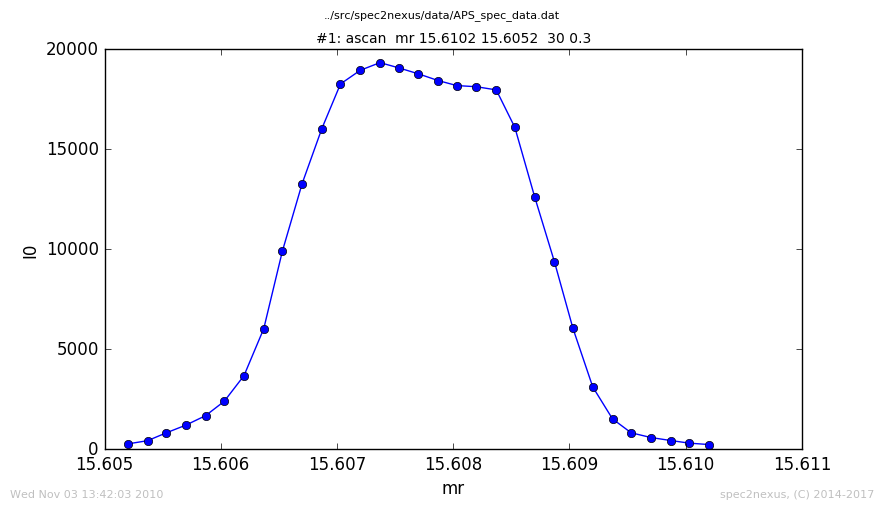 ../src/spec2nexus/data/APS_spec_data.dat
#1: ascan  mr 15.6102 15.6052  30 0.3
20000
15000
10000
5000
0
I0
15.605 15.606 15.607 15.608 15.609 15.610 15.611
mr
Wed Nov 03 13:42:03 2010
spec2nexus, (C) 2014-2017